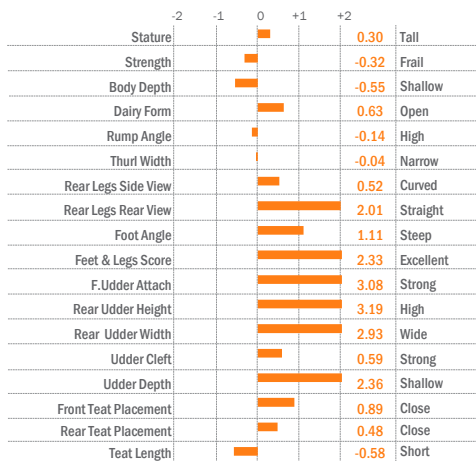 -2 -1 0 +1 +2
Stature 0.30 Tall
Strength -0.32 Frail
Body Depth -0.55 Shallow
Dairy Form 0.63 Open
Rump Angle -0.14 High
Thurl Width -0.04 Narrow
Rear Legs Side View 0.52 Curved
Rear Legs Rear View 2.01 Straight
Foot Angle 1.11 Steep
Feet & Legs Score 2.33 Excellent
F.Udder Attach 3.08 Strong
Rear Udder Height 3.19 High
Rear Udder Width 2.93 Wide
Udder Cleft 0.59 Strong
Udder Depth 2.36 Shallow
Front Teat Placement 0.89 Close
Rear Teat Placement 0.48 Close
Teat Length -0.58 Short